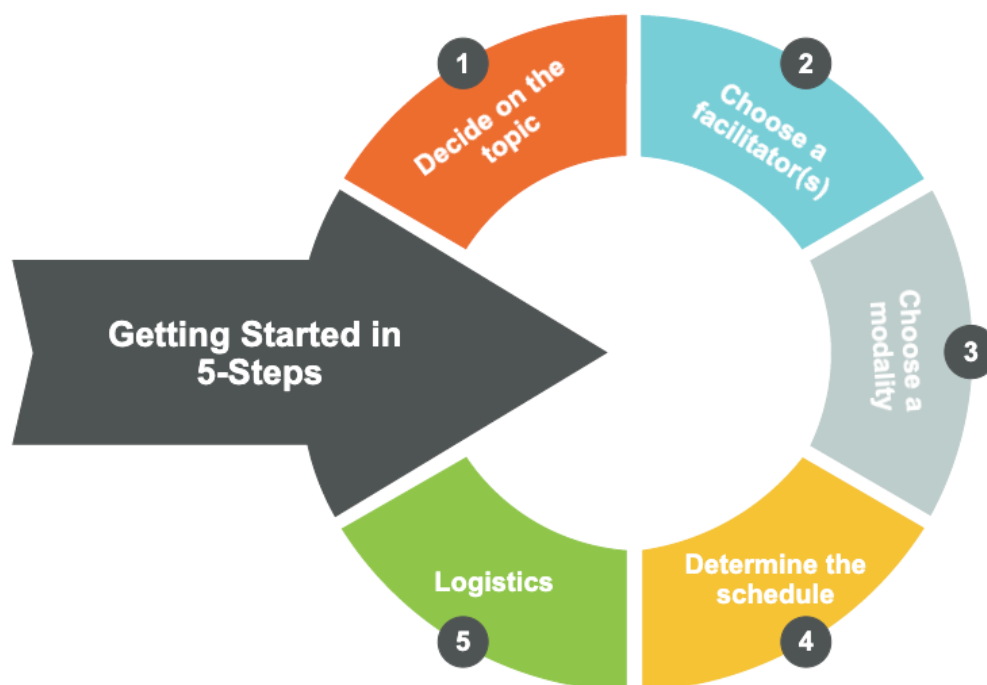 Getting Started in
5-Steps
1
Decide on the
topic
2
Choose a
facilitator(s)
3
Choose a
modality
4
Determine the
schedule
5
Logistics